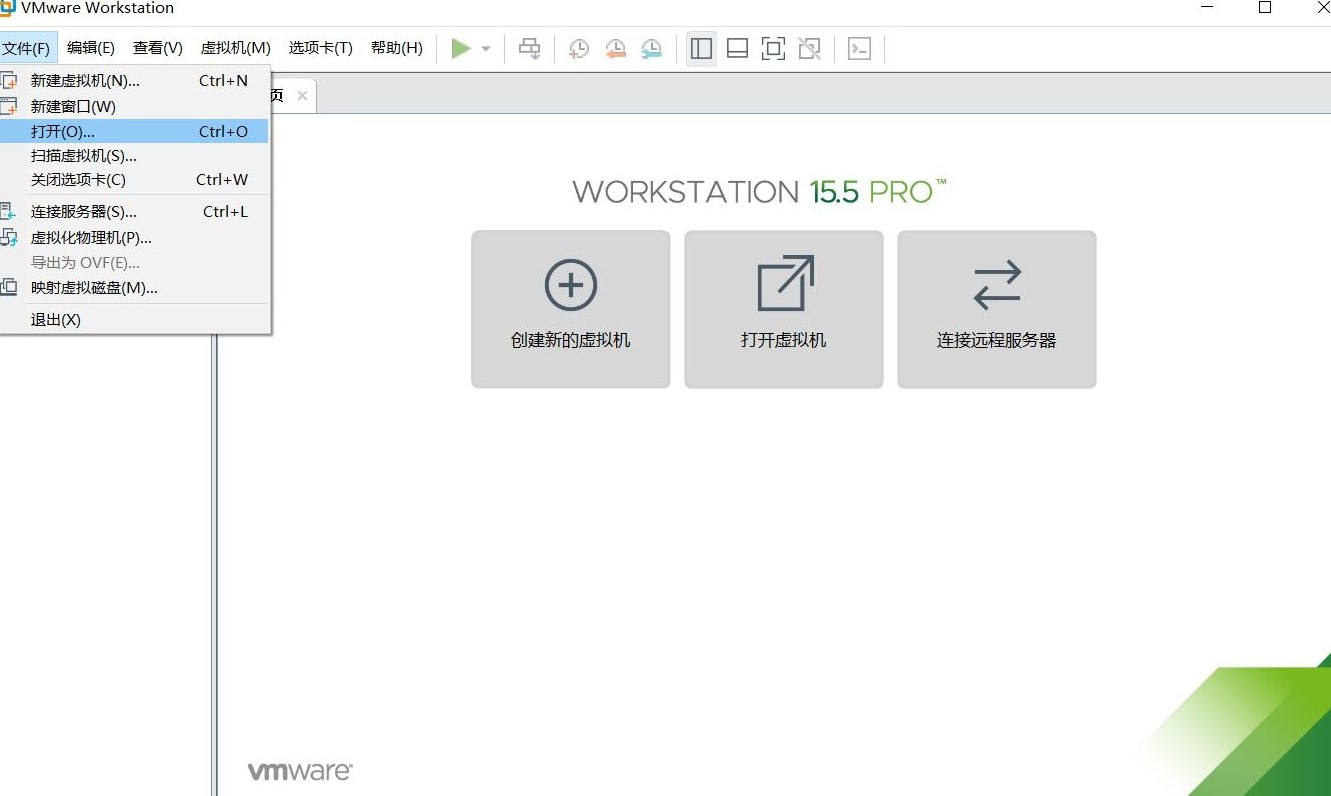 VMware Workstation
文件(F) 编辑(E) 查看(V) 虚拟机(M) 选项卡(T) 帮助(H)
新建虚拟机(N)... Ctrl+N
新建窗口(W)
打开(O)... Ctrl+O
扫描虚拟机(S)...
关闭选项卡(C) Ctrl+W
连接服务器(S)... Ctrl+L
虚拟化物理机(P)...
导出为 OVF(E)...
映射虚拟磁盘(M)...
退出(X)
页
WORKSTATION 15.5 PRO™
创建新的虚拟机 打开虚拟机 连接远程服务器
vmware